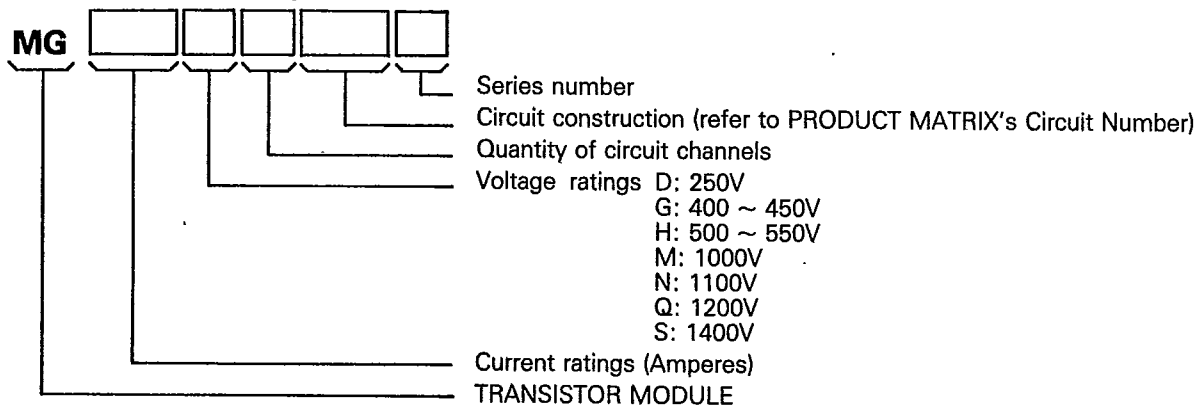 MG
Series number
Circuit construction (refer to PRODUCT MATRIX's Circuit Number)
Quantity of circuit channels
Voltage ratings D: 250V
G: 400 ~ 450V
H: 500 ~ 550V
M: 1000V
N: 1100V
Q: 1200V
S: 1400V
Current ratings (Amperes)
TRANSISTOR MODULE